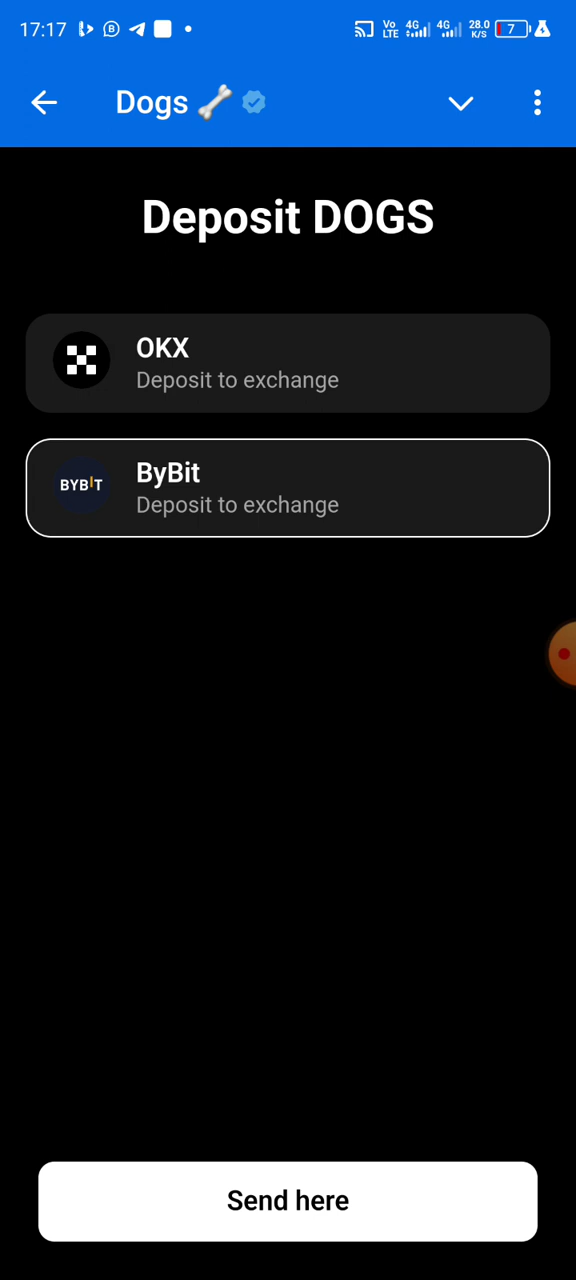 17:17
Vo LTE 4G 4G 28.0 K/S 7
Dogs 🦴
Deposit DOGS
OKX
Deposit to exchange
BYBIT
ByBit
Deposit to exchange
Send here